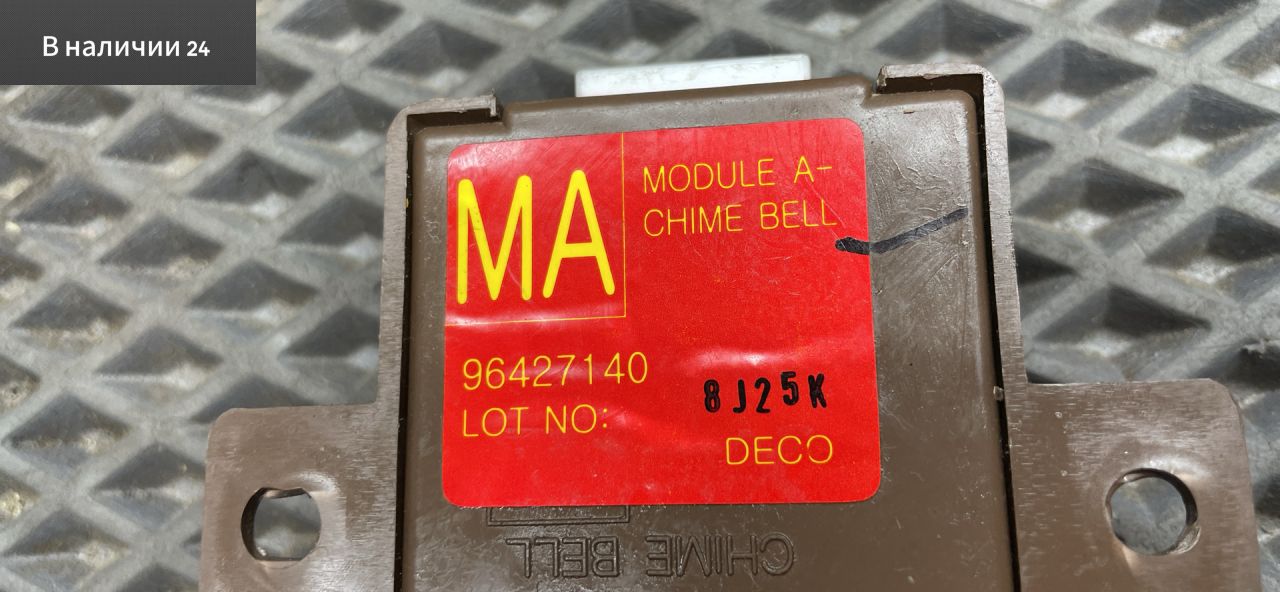 В наличии 24
MA
MODULE A-
CHIME BELL
96427140
LOT NO:
8J25K
DECO
CHIME BELL